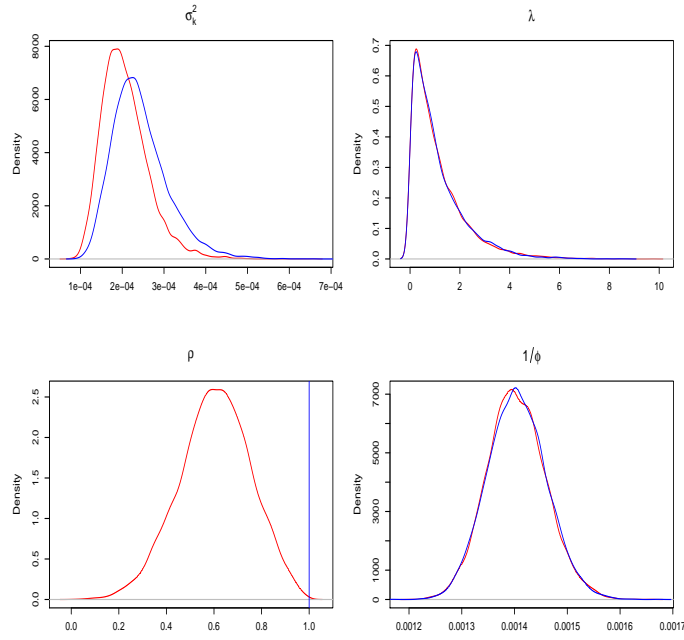 σ²ₖ
Density
0 2000 4000 6000 8000
1e−04 2e−04 3e−04 4e−04 5e−04 6e−04 7e−04
λ
Density
0.0 0.1 0.2 0.3 0.4 0.5 0.6 0.7
0 2 4 6 8 10
ρ
Density
0.0 0.5 1.0 1.5 2.0 2.5
0.0 0.2 0.4 0.6 0.8 1.0
1/ϕ
Density
0 1000 3000 5000 7000
0.0012 0.0013 0.0014 0.0015 0.0016 0.0017